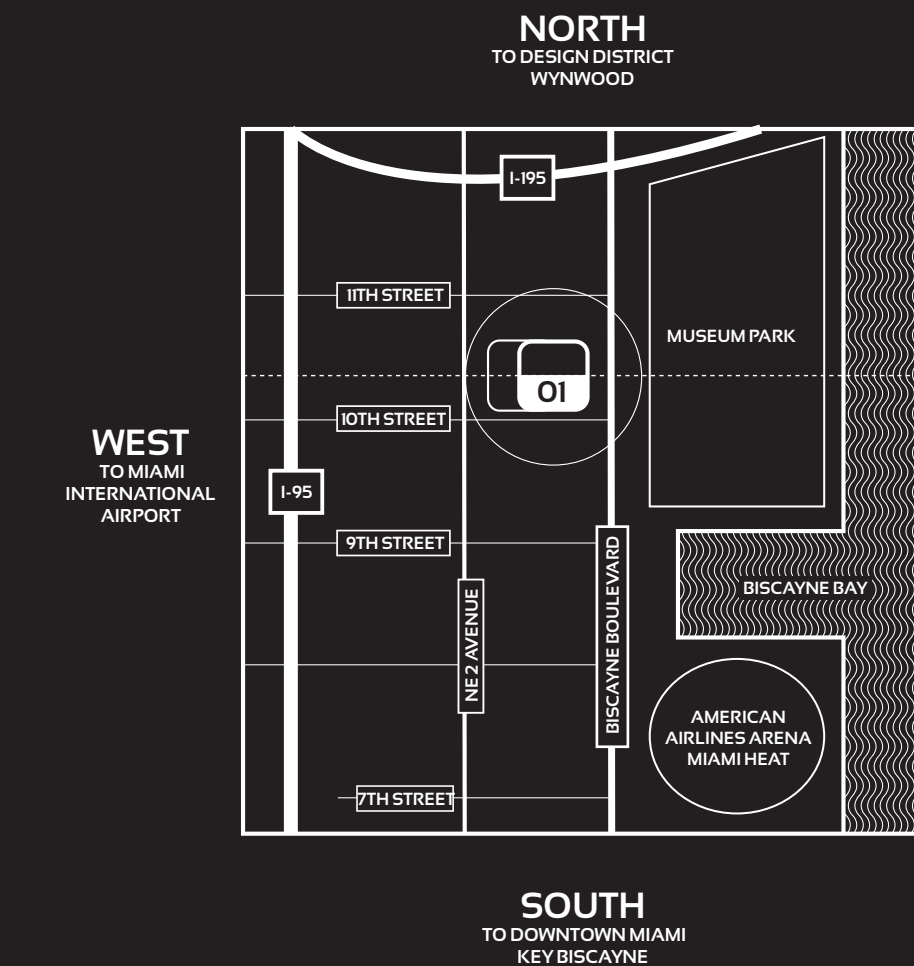 NORTH
TO DESIGN DISTRICT
WYNWOOD
I-195
11TH STREET
MUSEUM PARK
01
10TH STREET
WEST
TO MIAMI
INTERNATIONAL
AIRPORT
I-95
9TH STREET
BISCAYNE BOULEVARD
BISCAYNE BAY
NE 2 AVENUE
AMERICAN
AIRLINES ARENA
MIAMI HEAT
7TH STREET
SOUTH
TO DOWNTOWN MIAMI
KEY BISCAYNE